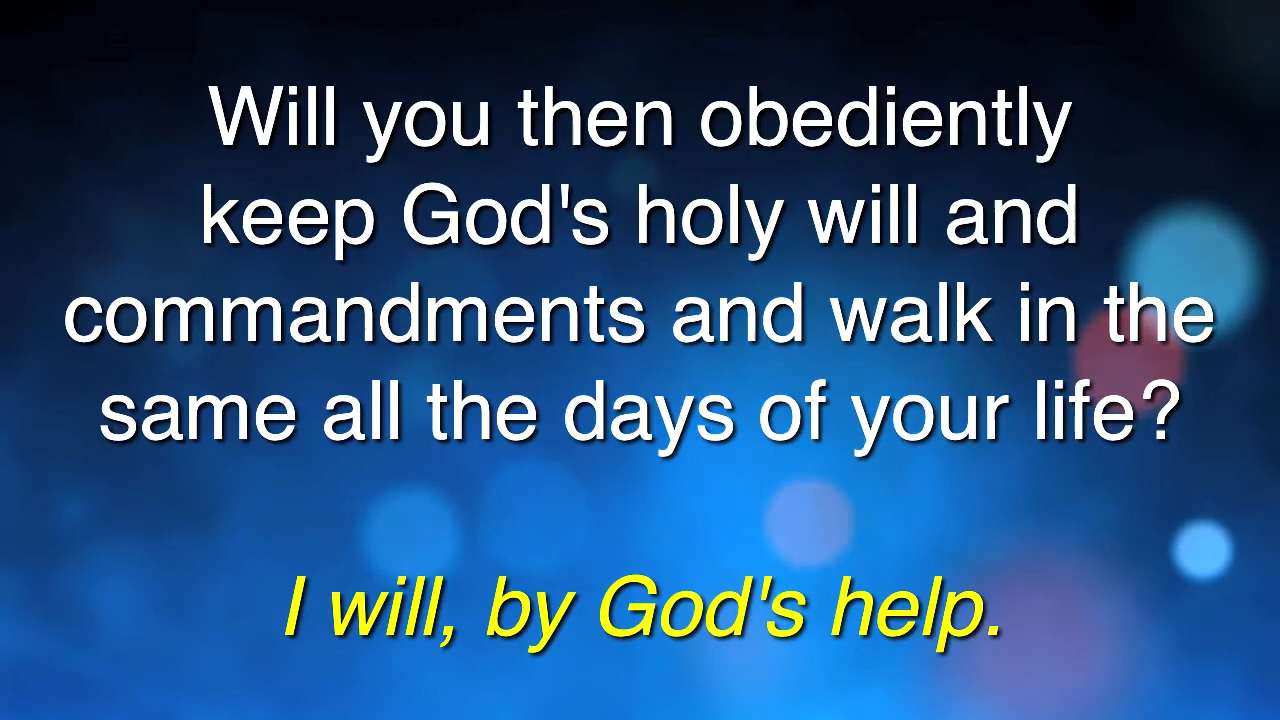 Will you then obediently
keep God's holy will and
commandments and walk in the
same all the days of your life?
I will, by God's help.